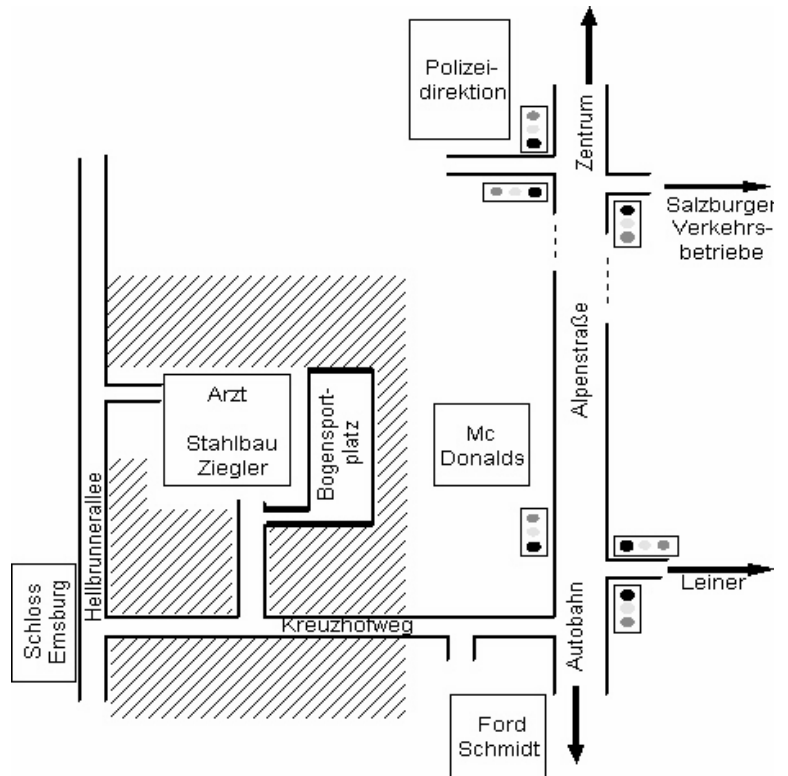 Polizei-
direktion
Zentrum
Salzburger
Verkehrs-
betriebe
Alpenstraße
Arzt
Stahlbau
Ziegler
Bogensport-
platz
Mc
Donalds
Hellbrunnerallee
Schloss
Emsburg
Kreuzhofweg
Autobahn
Leiner
Ford
Schmidt